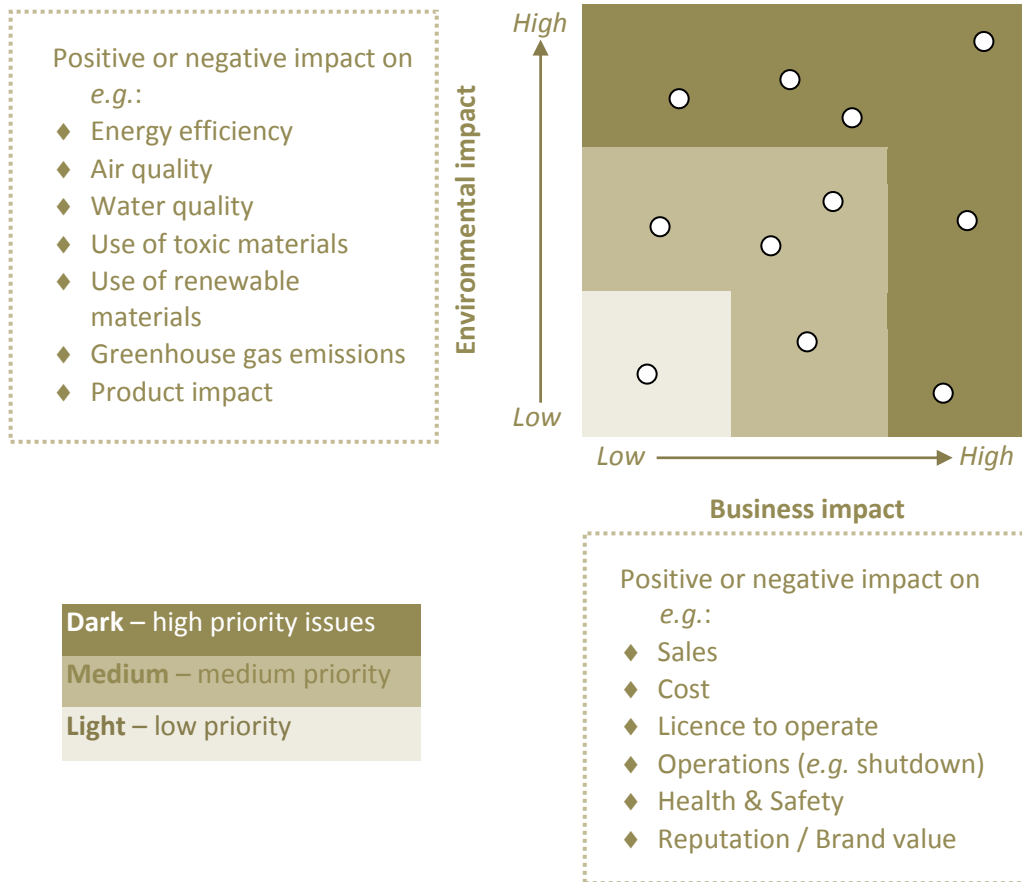 Positive or negative impact on
e.g.:
♦ Energy efficiency
♦ Air quality
♦ Water quality
♦ Use of toxic materials
♦ Use of renewable
materials
♦ Greenhouse gas emissions
♦ Product impact
Environmental impact
High
Low
Low
High
Business impact
Positive or negative impact on
e.g.:
♦ Sales
♦ Cost
♦ Licence to operate
♦ Operations (e.g. shutdown)
♦ Health & Safety
♦ Reputation / Brand value
Dark – high priority issues
Medium – medium priority
Light – low priority